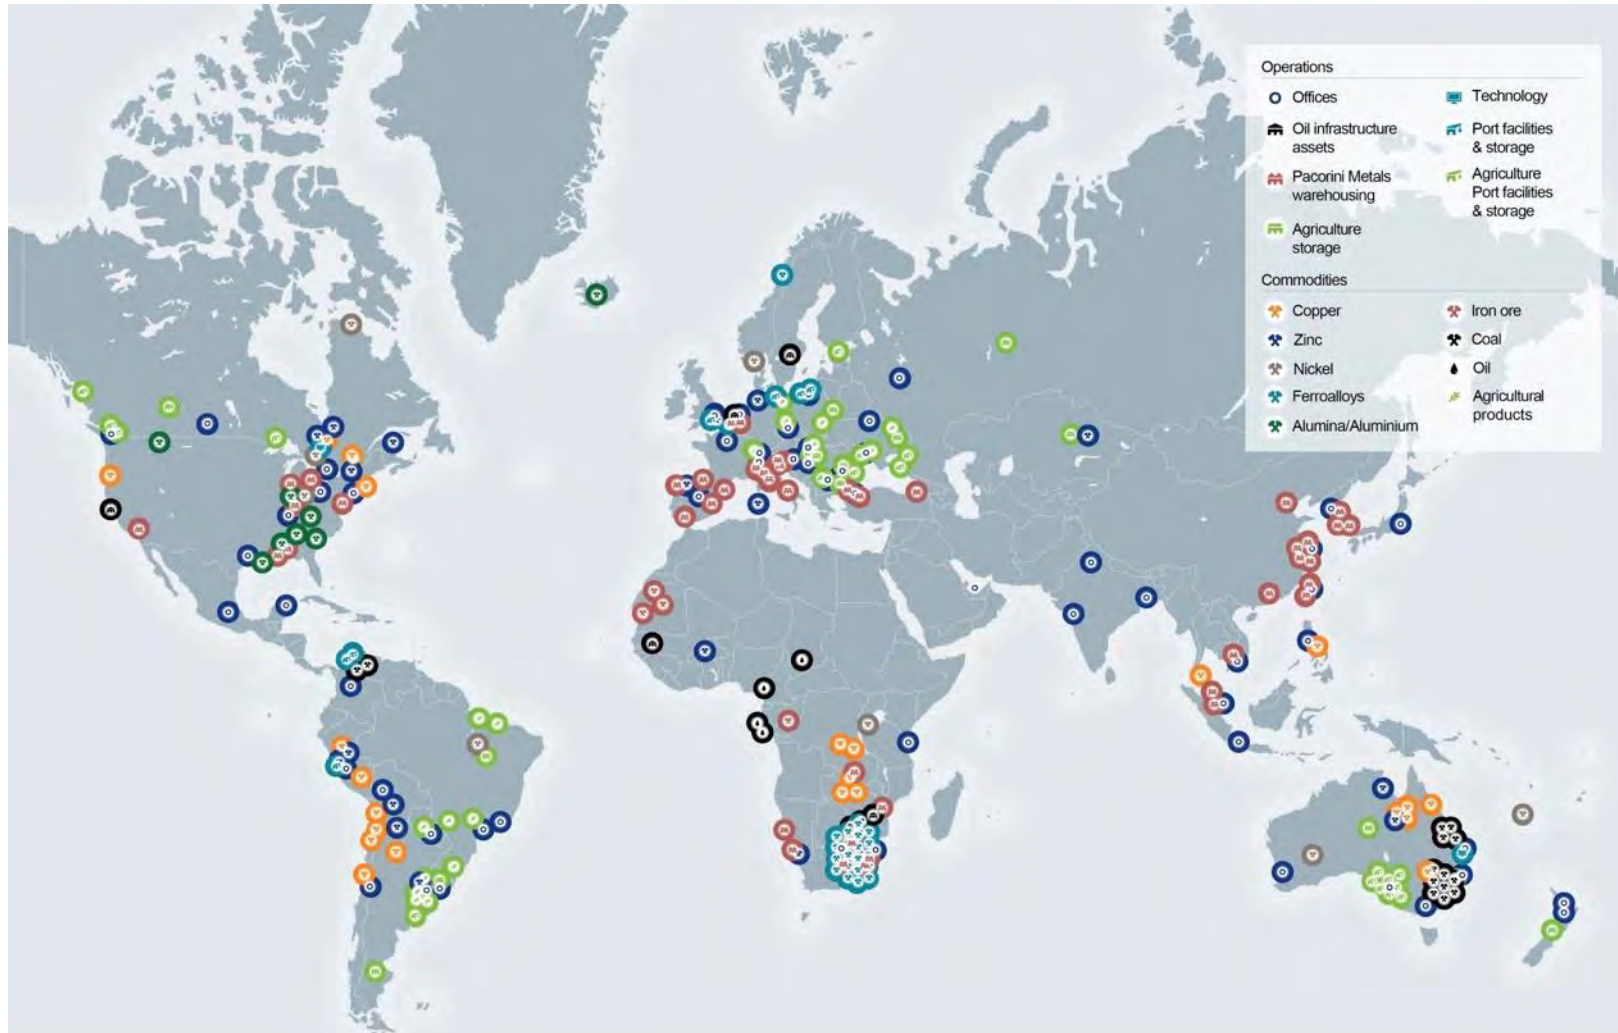 Operations
Offices
Technology
Oil infrastructure
assets
Port facilities
& storage
Pacorini Metals
warehousing
Agriculture
Port facilities
& storage
Agriculture
storage
Commodities
Copper
Iron ore
Zinc
Coal
Nickel
Oil
Ferroalloys
Agricultural
products
Alumina/Aluminium